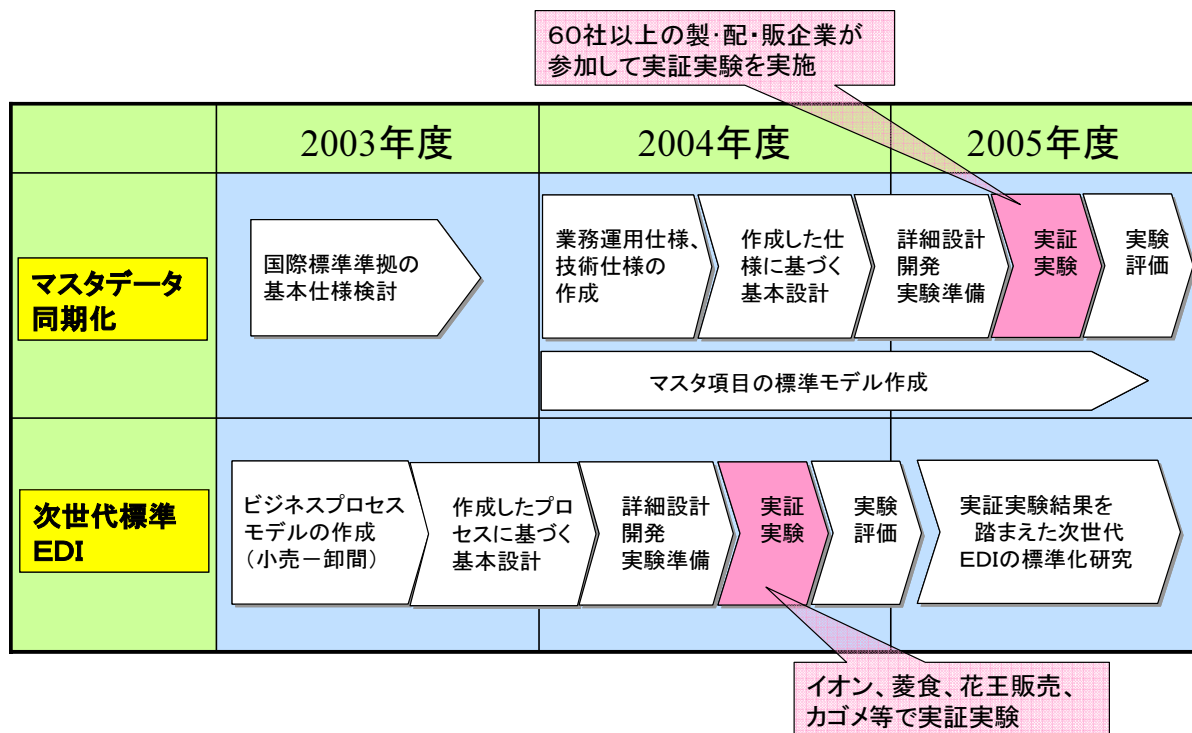 60社以上の製・配・販企業が
参加して実証実験を実施
2003年度
2004年度
2005年度
マスタデータ
同期化
国際標準準拠の
基本仕様検討
業務運用仕様、
技術仕様の
作成
作成した仕
様に基づく
基本設計
詳細設計
開発
実験準備
実証
実験
実験
評価
マスタ項目の標準モデル作成
次世代標準
EDI
ビジネスプロセス
モデルの作成
(小売-卸間)
作成したプロ
セスに基づく
基本設計
詳細設計
開発
実験準備
実証
実験
実験
評価
実証実験結果を
踏まえた次世代
EDIの標準化研究
イオン、菱食、花王販売、
カゴメ等で実証実験